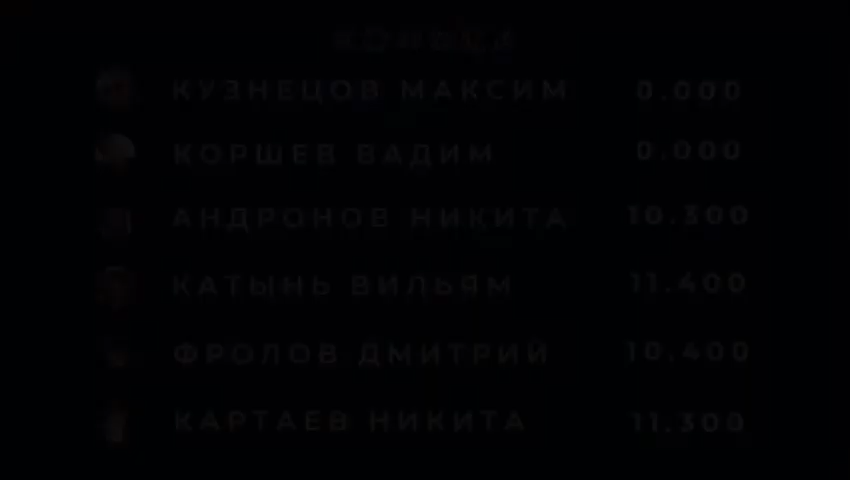 КОЛЬЦА
КУЗНЕЦОВ МАКСИМ 0.000
КОРШЕВ ВАДИМ 0.000
АНДРОНОВ НИКИТА 10.300
КАТЫНЬ ВИЛЬЯМ 11.400
ФРОЛОВ ДМИТРИЙ 10.400
КАРТАЕВ НИКИТА 11.300